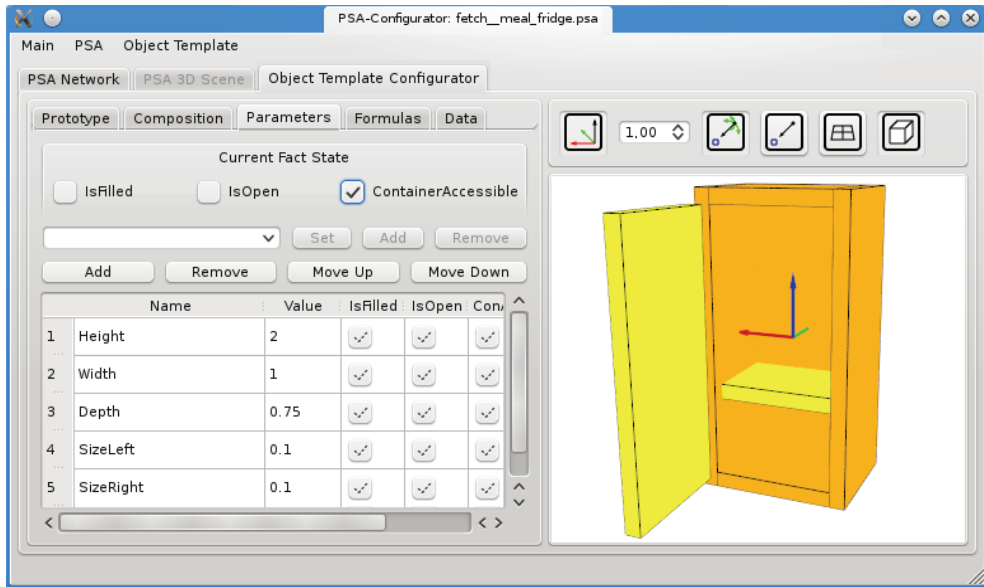 PSA-Configurator: fetch__meal_fridge.psa
Main PSA Object Template
PSA Network PSA 3D Scene Object Template Configurator
Prototype Composition Parameters Formulas Data
1,00
Current Fact State
IsFilled IsOpen ContainerAccessible
Set Add Remove
Add Remove Move Up Move Down
Name Value IsFilled IsOpen ConA
1 Height 2
2 Width 1
3 Depth 0.75
4 SizeLeft 0.1
5 SizeRight 0.1